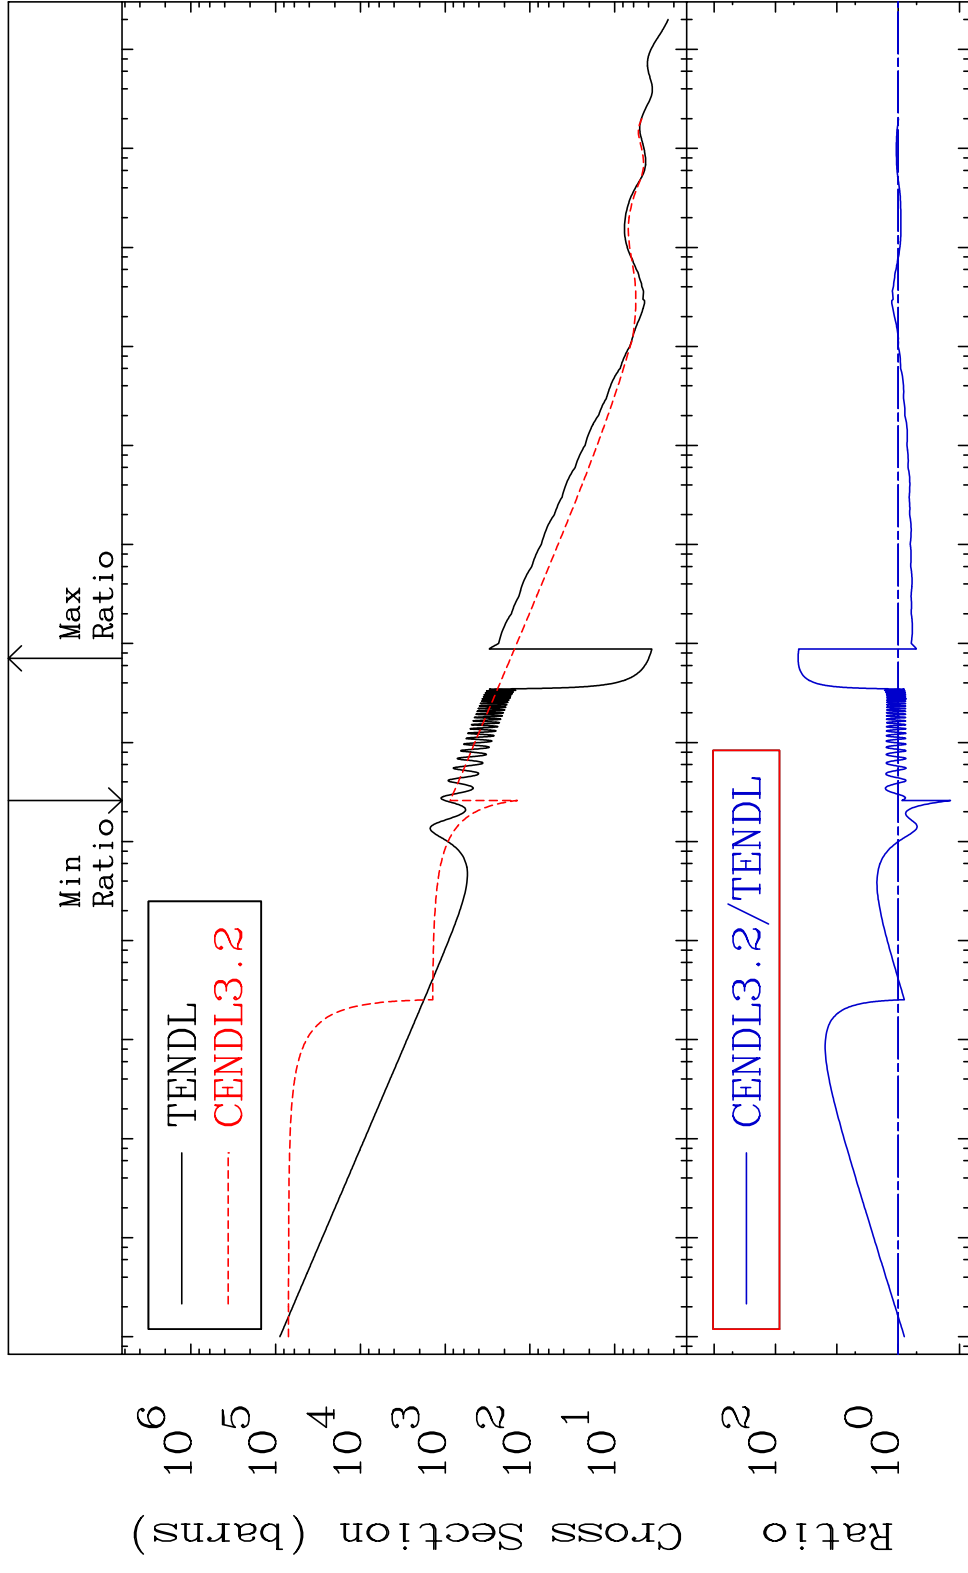 Min
Ratio
Max
Ratio
TENDL
CENDL3.2
10^6
10^5
10^4
10^3
10^2
10^1
Cross Section (barns)
CENDL3.2/TENDL
10^2
10^0
Ratio